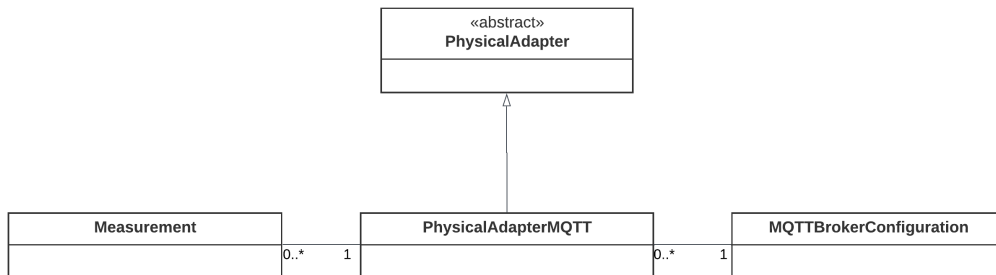 «abstract»
PhysicalAdapter
Measurement
PhysicalAdapterMQTT
MQTTBrokerConfiguration
0..*
1
0..*
1